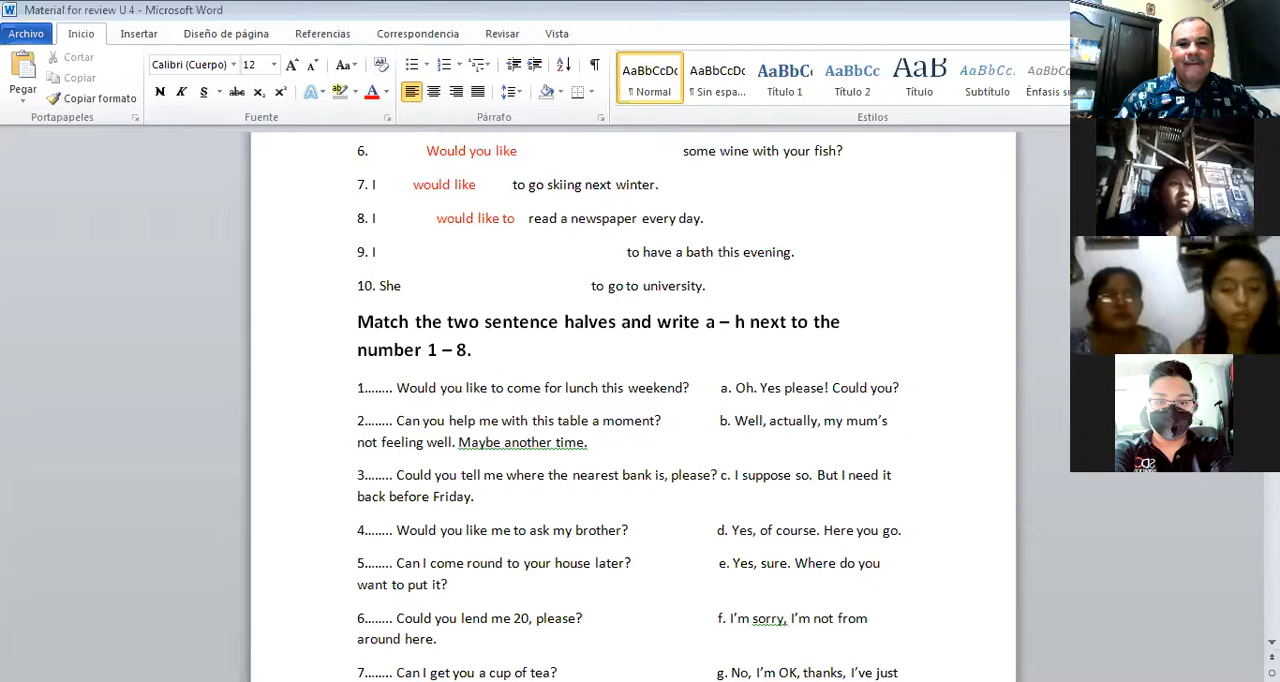 Material for review U 4 - Microsoft Word
Archivo Inicio Insertar Diseño de página Referencias Correspondencia Revisar Vista
Cortar
Copiar
Copiar formato
Pegar
Portapapeles
Calibri (Cuerpo) 12
N K S abc x₂ x²
Fuente
Párrafo
AaBbCcDc AaBbCcDc AaBbC AaBbCc AaB AaBbCc. AaBbCc
¶ Normal ¶ Sin espa... Título 1 Título 2 Título Subtítulo Énfasis su
Estilos
6. Would you like some wine with your fish?
7. I would like to go skiing next winter.
8. I would like to read a newspaper every day.
9. I to have a bath this evening.
10. She to go to university.
Match the two sentence halves and write a – h next to the
number 1 – 8.
1........ Would you like to come for lunch this weekend? a. Oh. Yes please! Could you?
2........ Can you help me with this table a moment? b. Well, actually, my mum’s
not feeling well. Maybe another time.
3........ Could you tell me where the nearest bank is, please? c. I suppose so. But I need it
back before Friday.
4........ Would you like me to ask my brother? d. Yes, of course. Here you go.
5........ Can I come round to your house later? e. Yes, sure. Where do you
want to put it?
6........ Could you lend me 20, please? f. I’m sorry, I’m not from
around here.
7........ Can I get you a cup of tea? g. No, I’m OK, thanks, I’ve just